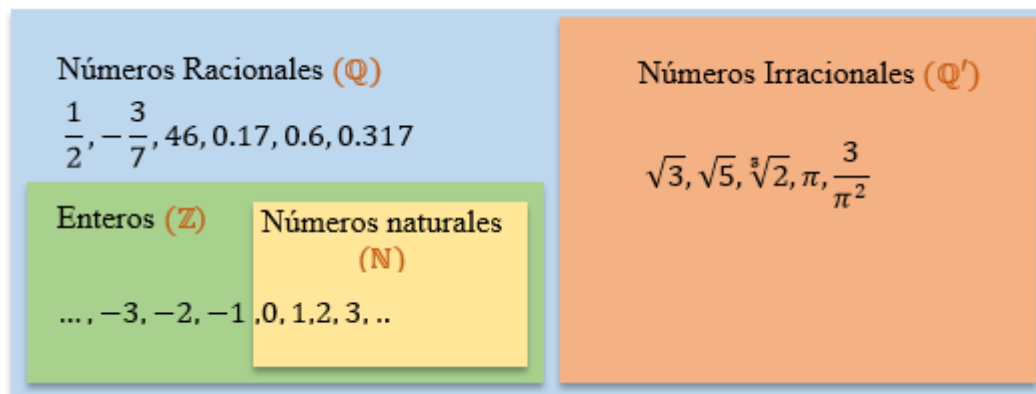 Números Racionales (ℚ)
1/2, −3/7, 46, 0.17, 0.6, 0.317
Enteros (ℤ)
Números naturales
(ℕ)
…, −3, −2, −1 ,0, 1,2, 3, ..
Números Irracionales (ℚ′)
√3, √5, ∛2, π, 3/π²